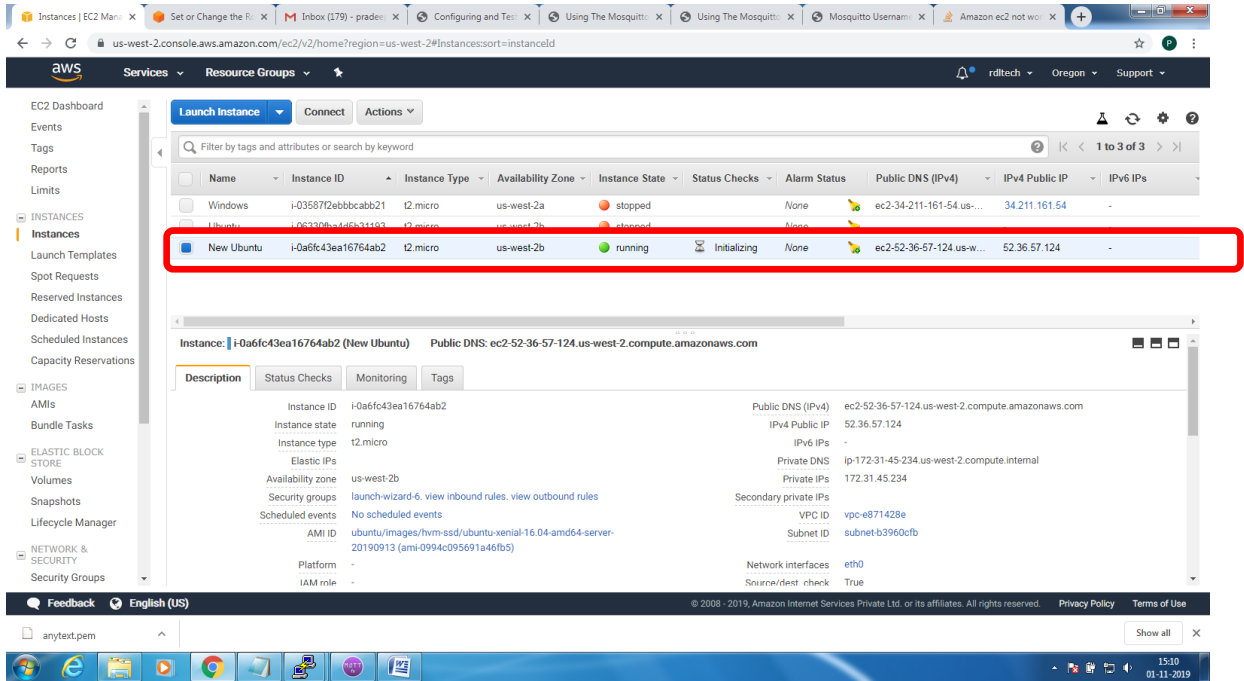 Instances | EC2 Mana
Set or Change the Ro
Inbox (179) - pradeep
Configuring and Test
Using The Mosquitto
Using The Mosquitto
Mosquitto Username
Amazon ec2 not wor
us-west-2.console.aws.amazon.com/ec2/v2/home?region=us-west-2#Instances:sort=instanceId
P
aws
Services
Resource Groups
rdltech
Oregon
Support
EC2 Dashboard
Events
Tags
Reports
Limits
INSTANCES
Instances
Launch Templates
Spot Requests
Reserved Instances
Dedicated Hosts
Scheduled Instances
Capacity Reservations
IMAGES
AMIs
Bundle Tasks
ELASTIC BLOCK
STORE
Volumes
Snapshots
Lifecycle Manager
NETWORK &
SECURITY
Security Groups
Launch Instance Connect Actions
Filter by tags and attributes or search by keyword
1 to 3 of 3
Name Instance ID Instance Type Availability Zone Instance State Status Checks Alarm Status Public DNS (IPv4) IPv4 Public IP IPv6 IPs
Windows i-03587f2ebbbcabb21 t2.micro us-west-2a stopped None ec2-34-211-161-54.us-... 34.211.161.54 -
Ubuntu i-06330fba4d5b31193 t2.micro us-west-2b stopped None
New Ubuntu i-0a6fc43ea16764ab2 t2.micro us-west-2b running Initializing None ec2-52-36-57-124.us-w... 52.36.57.124 -
Instance: i-0a6fc43ea16764ab2 (New Ubuntu) Public DNS: ec2-52-36-57-124.us-west-2.compute.amazonaws.com
Description Status Checks Monitoring Tags
Instance ID i-0a6fc43ea16764ab2
Instance state running
Instance type t2.micro
Elastic IPs
Availability zone us-west-2b
Security groups launch-wizard-6. view inbound rules. view outbound rules
Scheduled events No scheduled events
AMI ID ubuntu/images/hvm-ssd/ubuntu-xenial-16.04-amd64-server-
20190913 (ami-0994c095691a46fb5)
Platform -
IAM role -
Public DNS (IPv4) ec2-52-36-57-124.us-west-2.compute.amazonaws.com
IPv4 Public IP 52.36.57.124
IPv6 IPs -
Private DNS ip-172-31-45-234.us-west-2.compute.internal
Private IPs 172.31.45.234
Secondary private IPs
VPC ID vpc-e871428e
Subnet ID subnet-b3960cfb
Network interfaces eth0
Source/dest. check True
Feedback English (US)
© 2008 - 2019, Amazon Internet Services Private Ltd. or its affiliates. All rights reserved. Privacy Policy Terms of Use
anytext.pem
Show all
15:10
01-11-2019